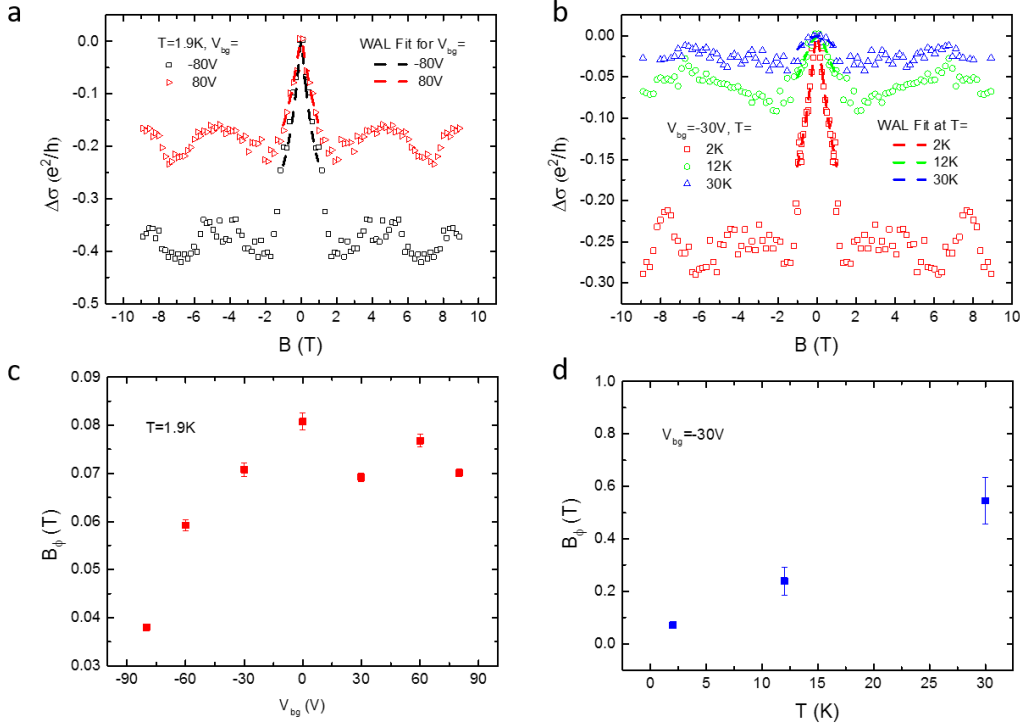 a
T=1.9K, V_bg=
-80V
80V
WAL Fit for V_bg=
-80V
80V
0.0
-0.1
-0.2
-0.3
-0.4
-0.5
Δσ (e²/h)
-10 -8 -6 -4 -2 0 2 4 6 8 10
B (T)
b
V_bg=-30V, T=
2K
12K
30K
WAL Fit at T=
2K
12K
30K
0.00
-0.05
-0.10
-0.15
-0.20
-0.25
-0.30
Δσ (e²/h)
-10 -8 -6 -4 -2 0 2 4 6 8 10
B (T)
c
T=1.9K
0.09
0.08
0.07
0.06
0.05
0.04
0.03
B_ϕ (T)
-90 -60 -30 0 30 60 90
V_bg (V)
d
V_bg=-30V
1.0
0.8
0.6
0.4
0.2
0.0
B_ϕ (T)
0 5 10 15 20 25 30
T (K)